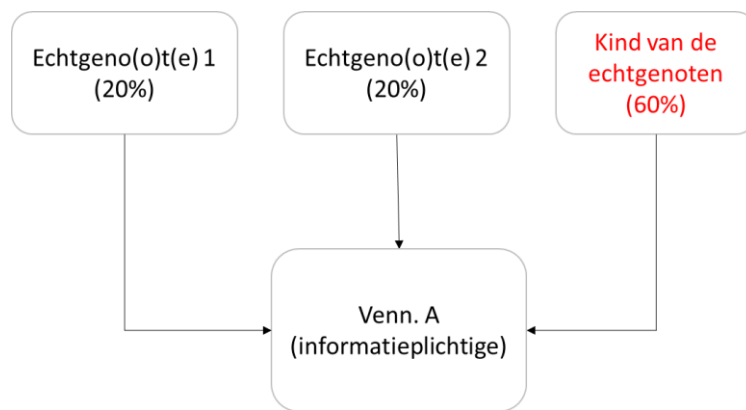 Echtgeno(o)t(e) 1
(20%)
Echtgeno(o)t(e) 2
(20%)
Kind van de
echtgenoten
(60%)
Venn. A
(informatieplichtige)